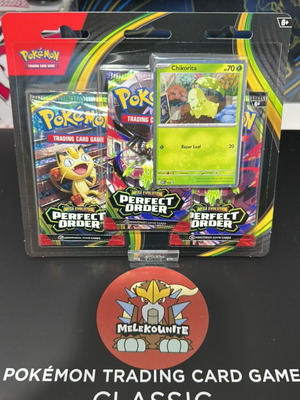 Pokémon
TRADING CARD GAME
6+
Chikorita
70
Razor Leaf
20
Pokémon
TRADING CARD GAME
MEGA EVOLUTION
PERFECT ORDER
MEGA EVOLUTION
PERFECT ORDER
MEGA EVOLUTION
PERFECT ORDER
MELEKOUNITE
POKÉMON TRADING CARD GAME
CLASSIC